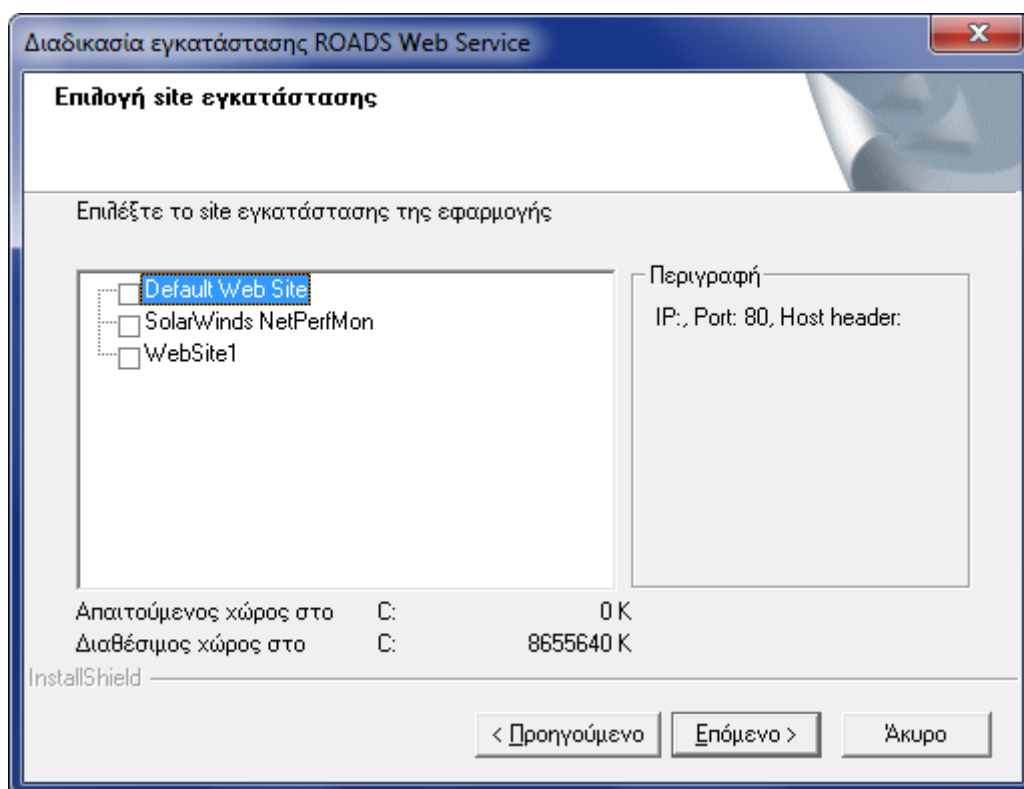 Διαδικασία εγκατάστασης ROADS Web Service
Επιλογή site εγκατάστασης
Επιλέξτε το site εγκατάστασης της εφαρμογής
Default Web Site
SolarWinds NetPerfMon
WebSite1
Περιγραφή
IP:, Port: 80, Host header:
Απαιτούμενος χώρος στο C: 0 K
Διαθέσιμος χώρος στο C: 8655640 K
InstallShield
< Προηγούμενο Επόμενο > Άκυρο